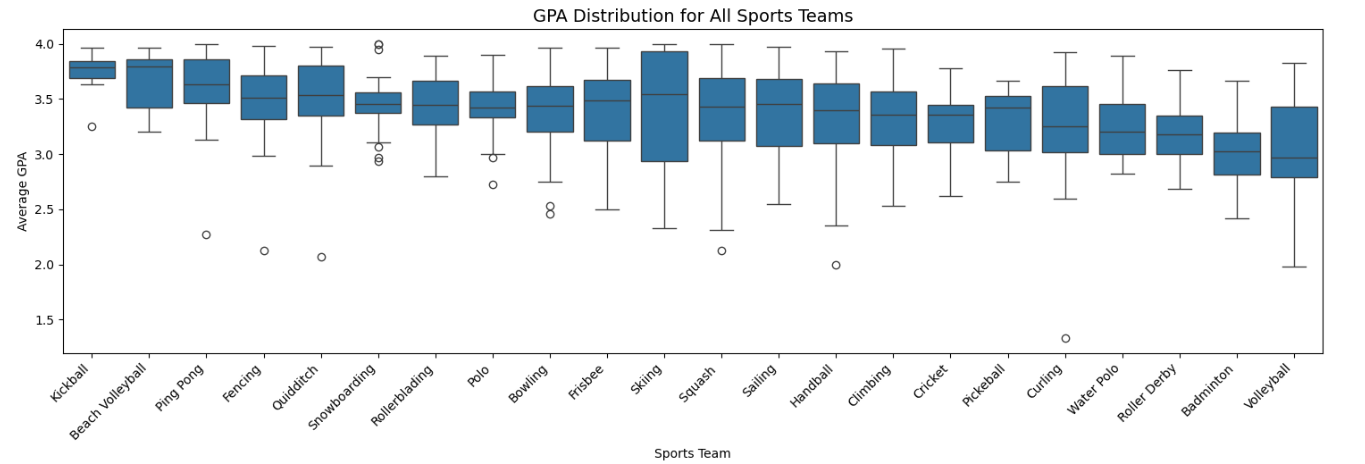 GPA Distribution for All Sports Teams
Average GPA
4.0
3.5
3.0
2.5
2.0
1.5
Kickball
Beach Volleyball
Ping Pong
Fencing
Quidditch
Snowboarding
Rollerblading
Polo
Bowling
Frisbee
Skiing
Squash
Sailing
Handball
Climbing
Cricket
Pickeball
Curling
Water Polo
Roller Derby
Badminton
Volleyball
Sports Team